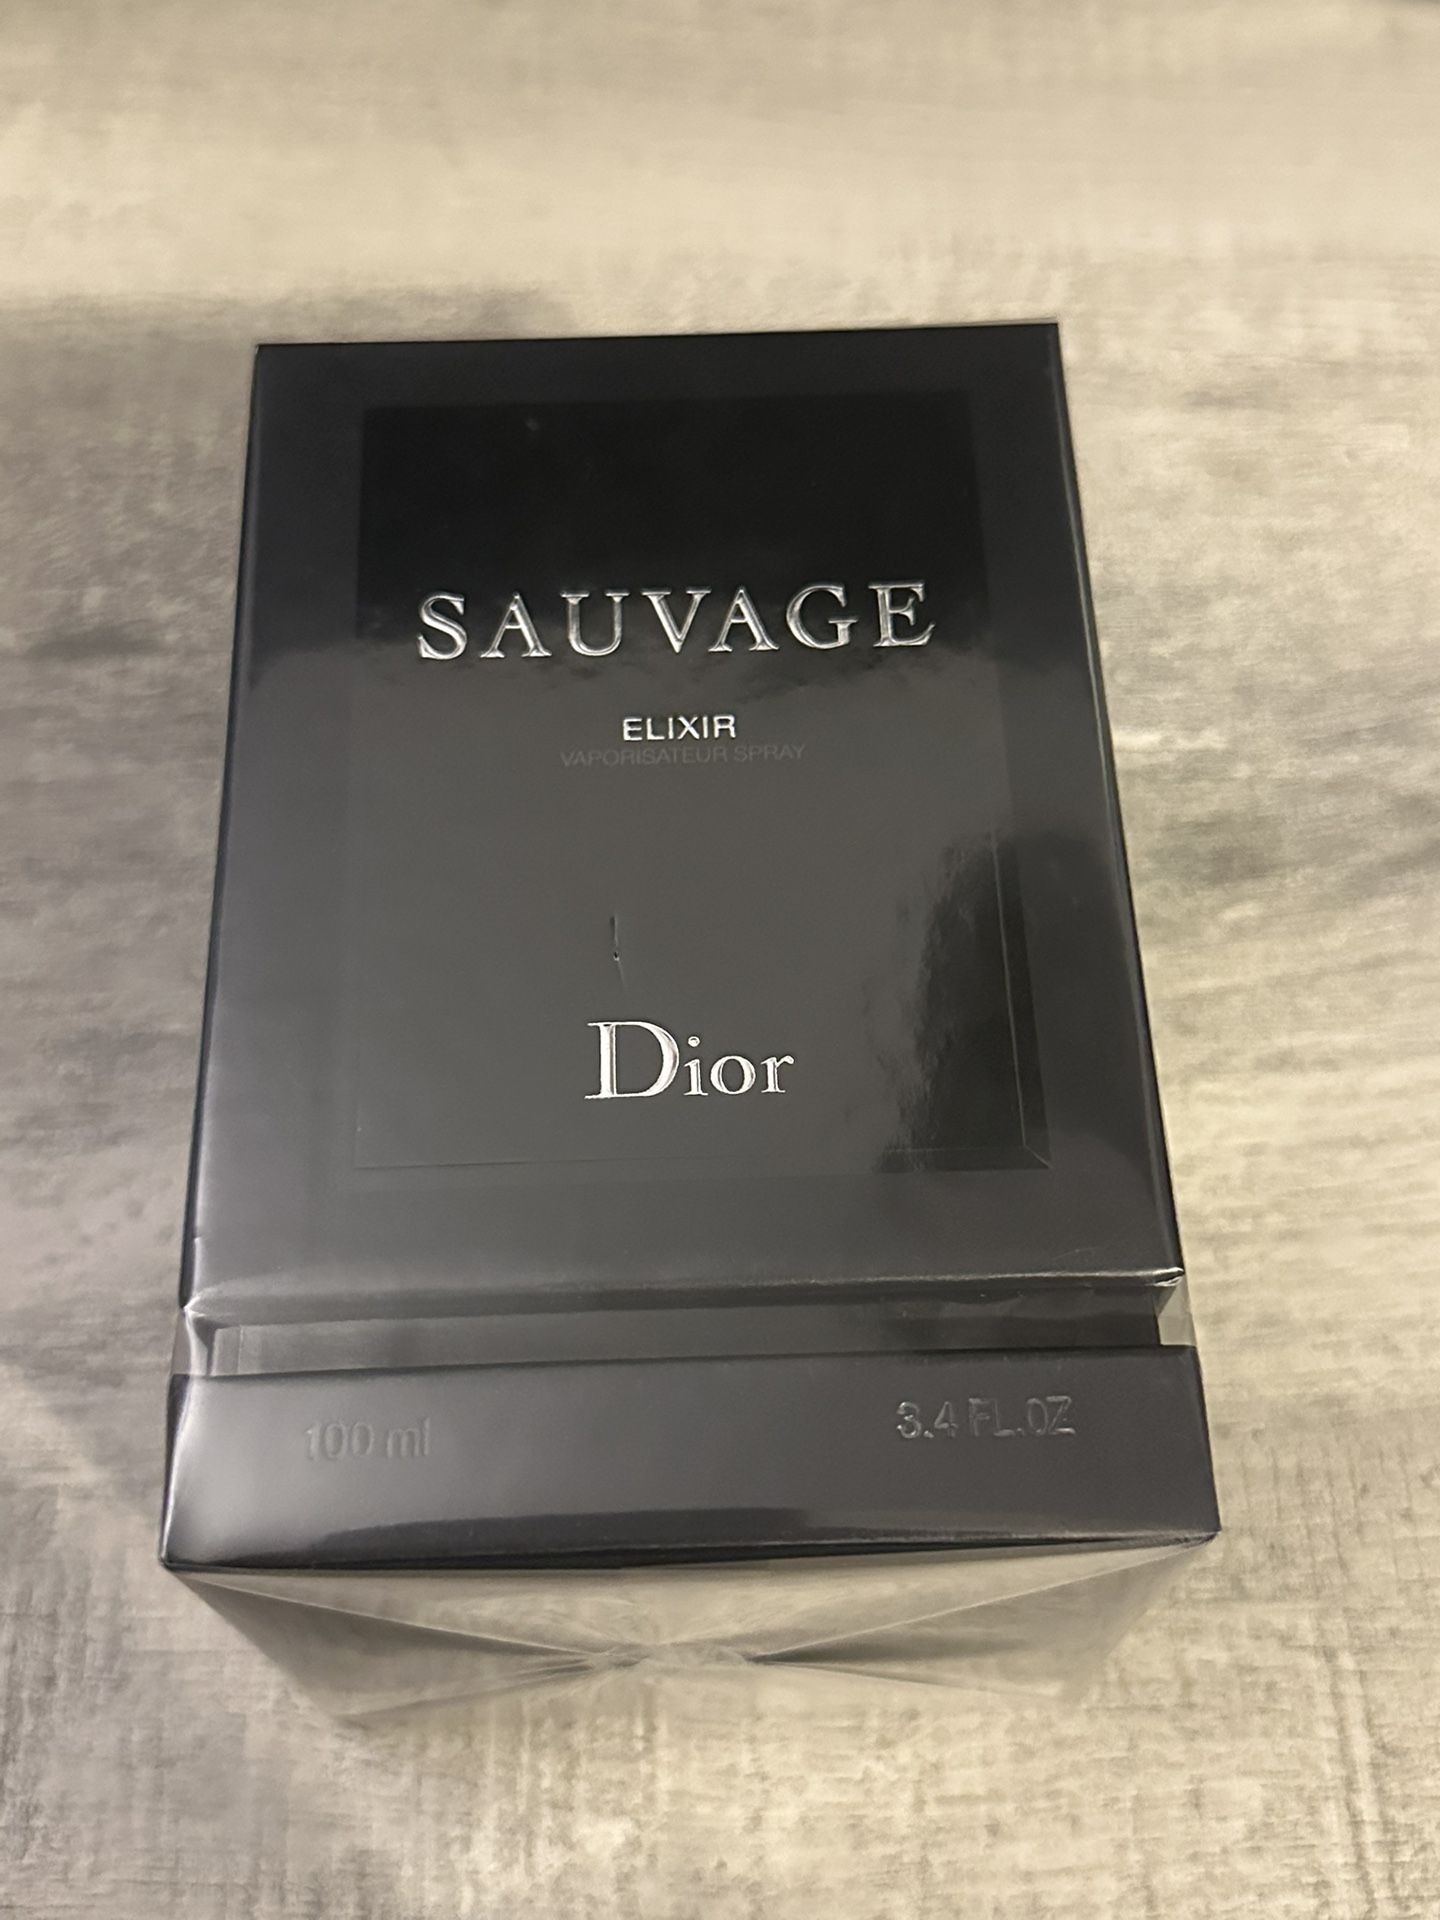 SAUVAGE
ELIXIR
VAPORISATEUR SPRAY
Dior
100 ml 3.4 FL.OZ